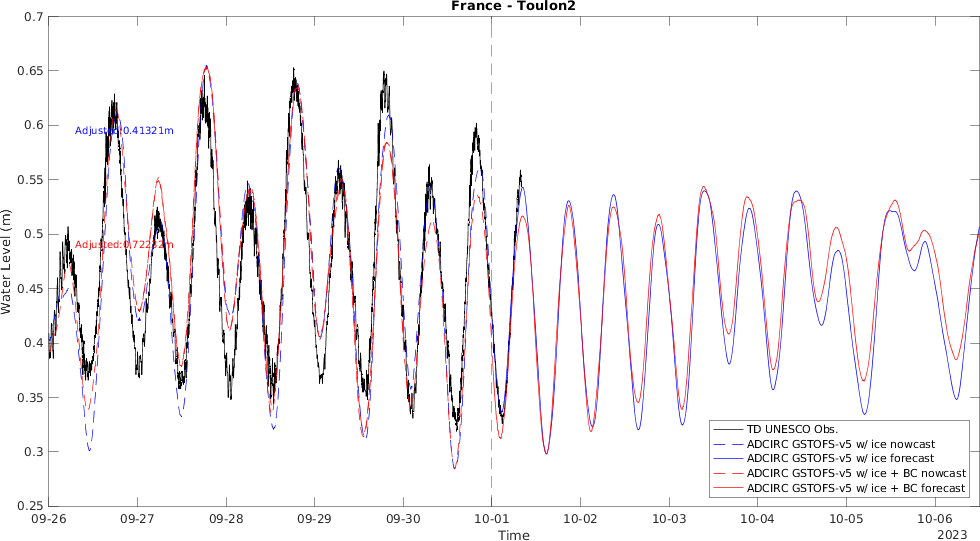 France - Toulon2
0.7
0.65
0.6
0.55
0.5
0.45
0.4
0.35
0.3
0.25
Water Level (m)
Adjusted:0.41321m
Adjusted:0.72232m
TD UNESCO Obs.
ADCIRC GSTOFS-v5 w/ ice nowcast
ADCIRC GSTOFS-v5 w/ ice forecast
ADCIRC GSTOFS-v5 w/ ice + BC nowcast
ADCIRC GSTOFS-v5 w/ ice + BC forecast
09-26 09-27 09-28 09-29 09-30 10-01 10-02 10-03 10-04 10-05 10-06
Time
2023